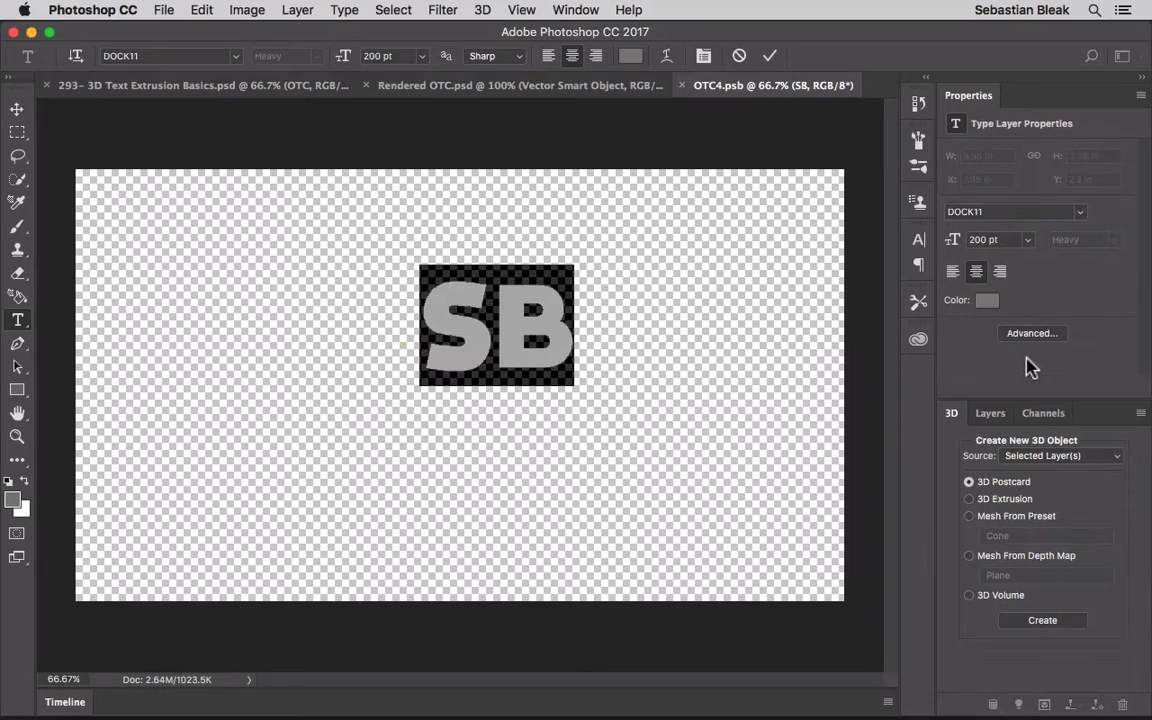 Photoshop CC File Edit Image Layer Type Select Filter 3D View Window Help Sebastian Bleak
Adobe Photoshop CC 2017
T DOCK11 Heavy 200 pt aa Sharp
293- 3D Text Extrusion Basics.psd @ 66.7% (OTC, RGB/... Rendered OTC.psd @ 100% (Vector Smart Object, RGB/... OTC4.psb @ 66.7% (SB, RGB/8*)
Properties
T Type Layer Properties
W: H:
X: Y: 2.2 in
DOCK11
200 pt Heavy
Color:
Advanced...
SB
3D Layers Channels
Create New 3D Object
Source: Selected Layer(s)
3D Postcard
3D Extrusion
Mesh From Preset
Cone
Mesh From Depth Map
Plane
3D Volume
Create
66.67% Doc: 2.64M/1023.5K
Timeline